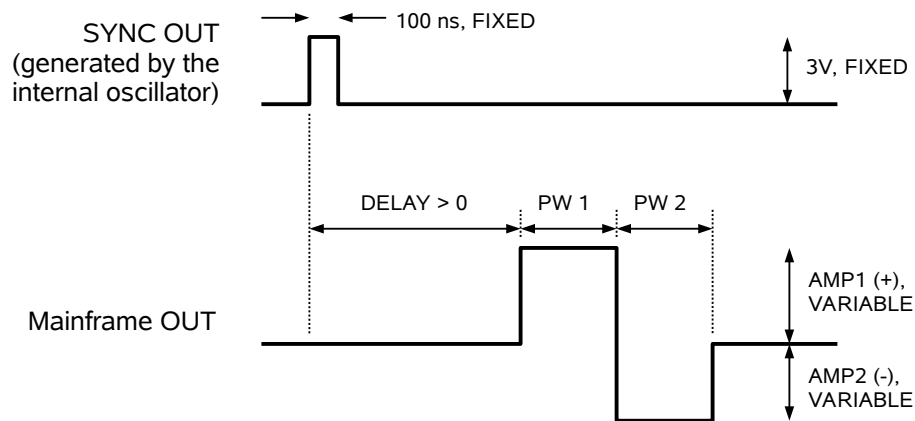 100 ns, FIXED
SYNC OUT
(generated by the
internal oscillator)
3V, FIXED
DELAY > 0
PW 1
PW 2
AMP1 (+),
VARIABLE
Mainframe OUT
AMP2 (-),
VARIABLE